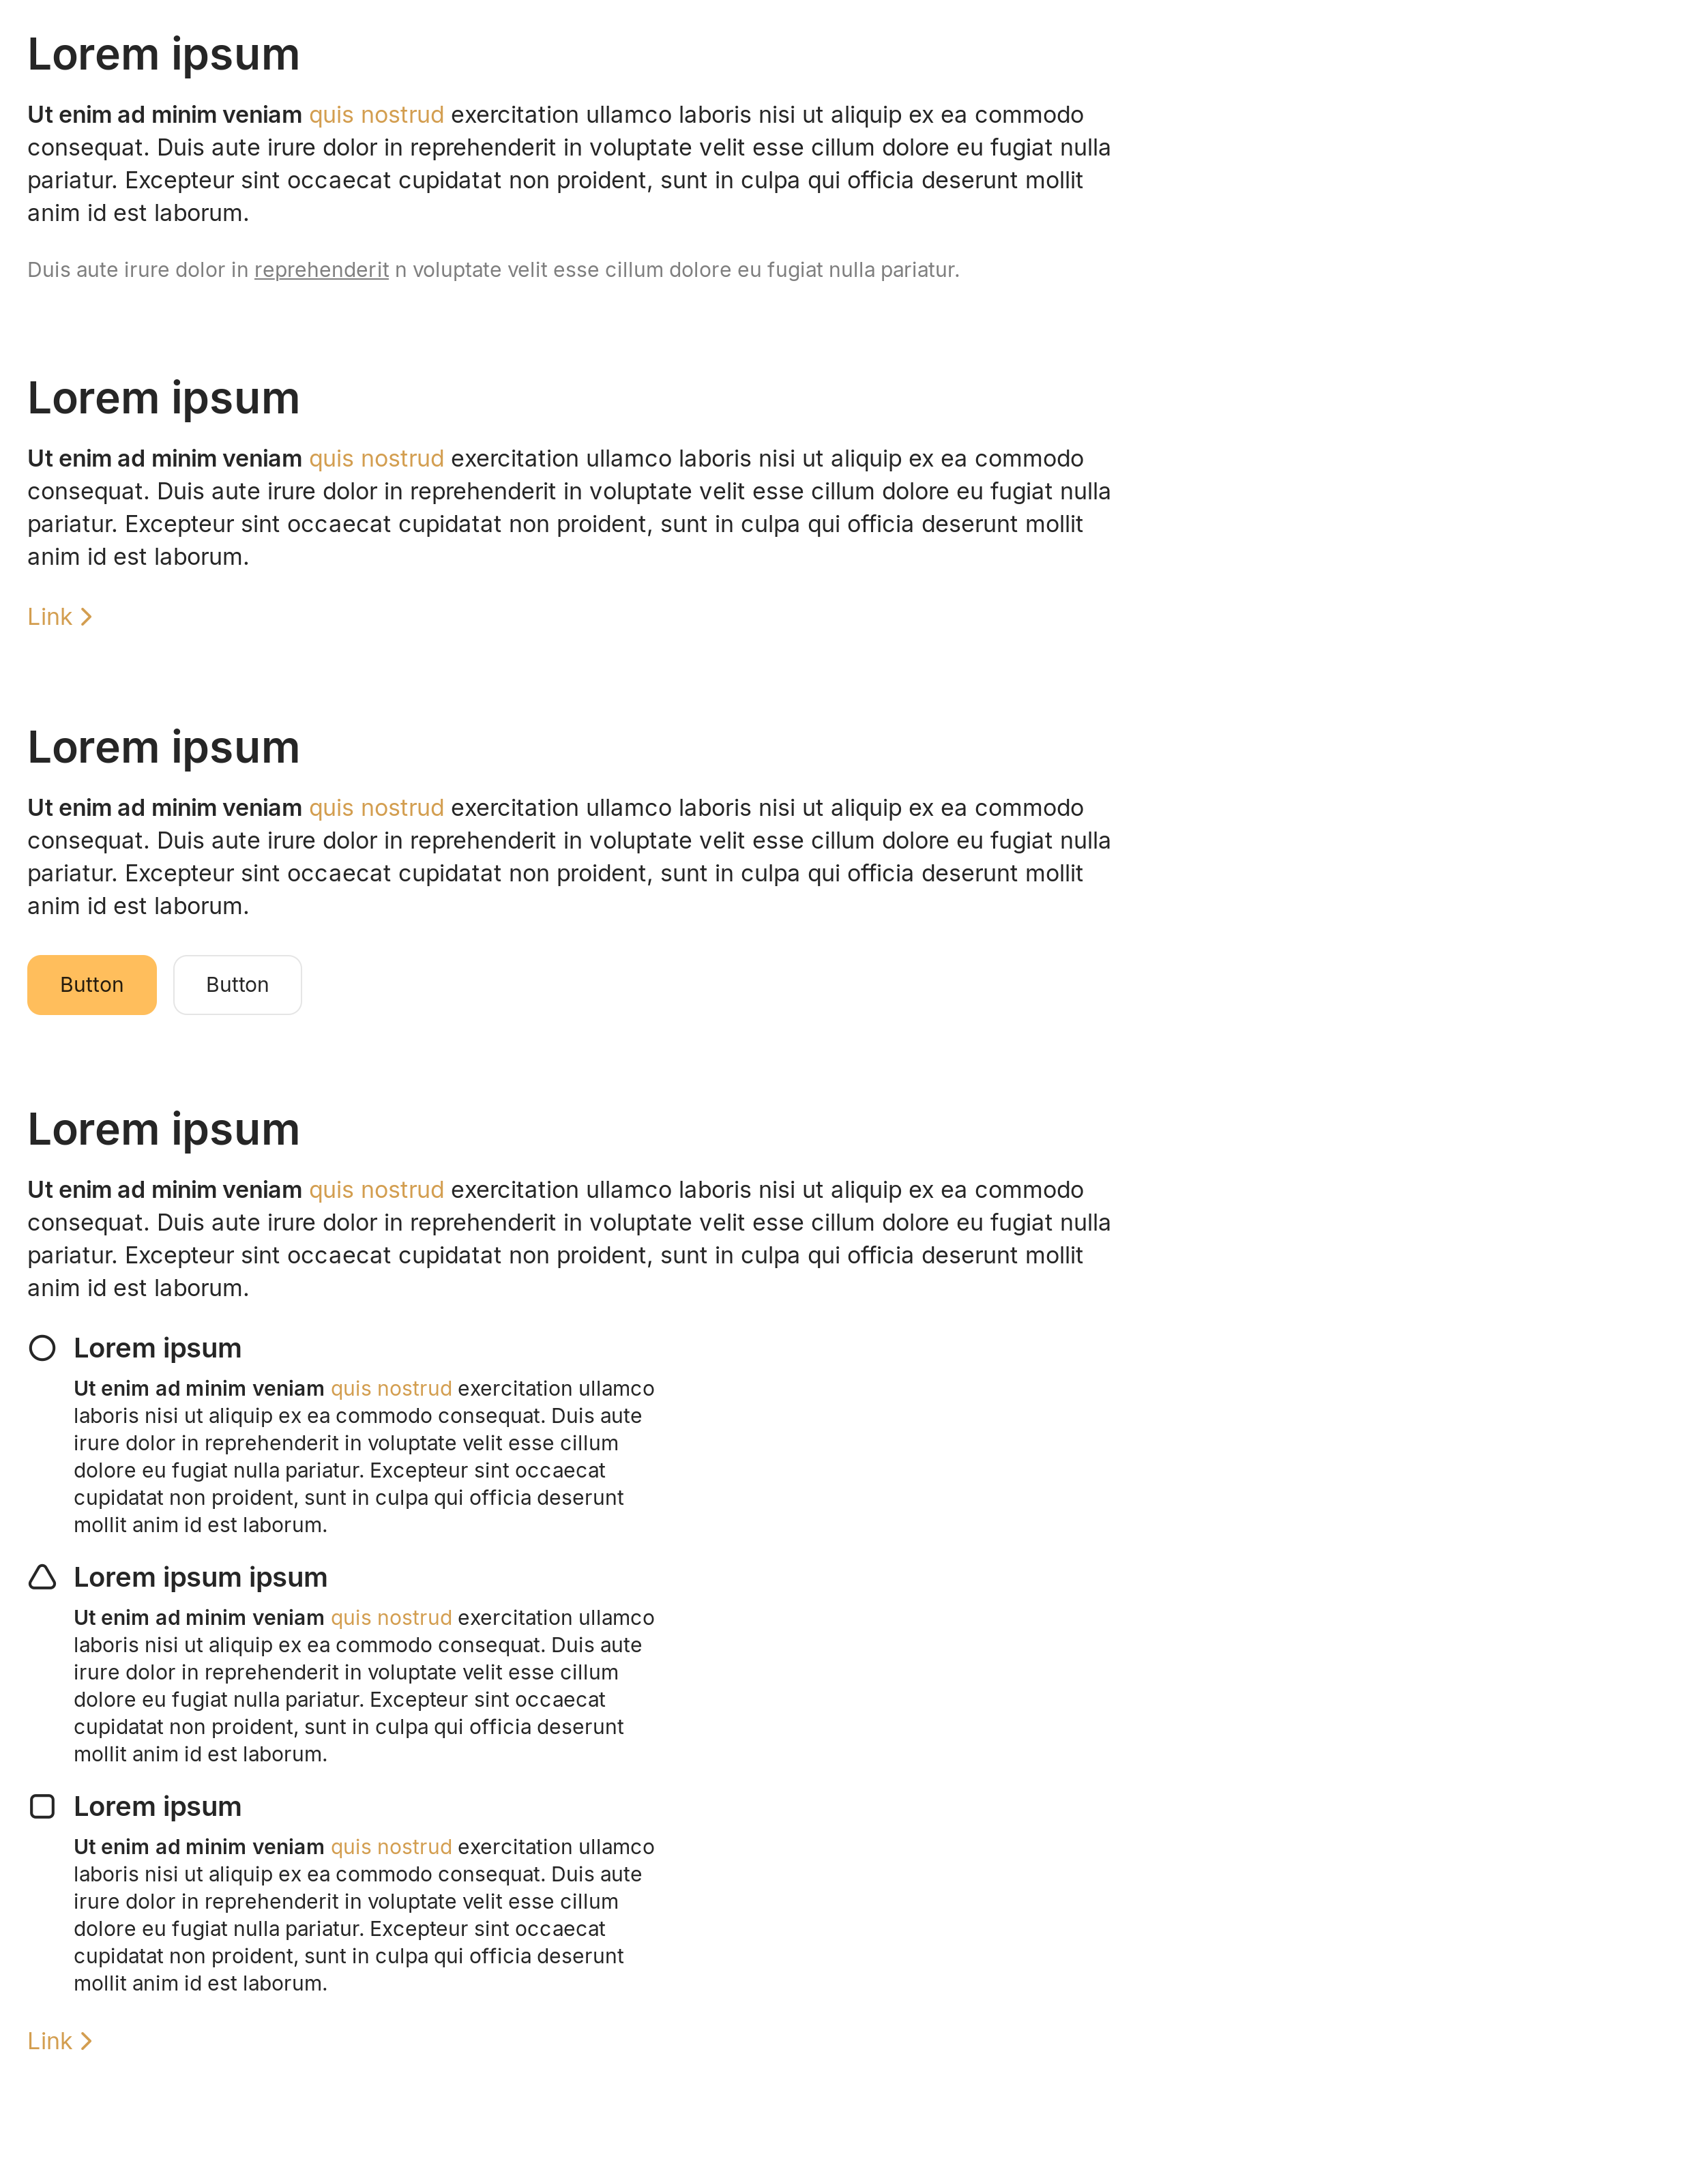 Lorem ipsum
Ut enim ad minim veniam quis nostrud exercitation ullamco laboris nisi ut aliquip ex ea commodo
consequat. Duis aute irure dolor in reprehenderit in voluptate velit esse cillum dolore eu fugiat nulla
pariatur. Excepteur sint occaecat cupidatat non proident, sunt in culpa qui officia deserunt mollit
anim id est laborum.
Duis aute irure dolor in reprehenderit n voluptate velit esse cillum dolore eu fugiat nulla pariatur.
Lorem ipsum
Ut enim ad minim veniam quis nostrud exercitation ullamco laboris nisi ut aliquip ex ea commodo
consequat. Duis aute irure dolor in reprehenderit in voluptate velit esse cillum dolore eu fugiat nulla
pariatur. Excepteur sint occaecat cupidatat non proident, sunt in culpa qui officia deserunt mollit
anim id est laborum.
Link
Lorem ipsum
Ut enim ad minim veniam quis nostrud exercitation ullamco laboris nisi ut aliquip ex ea commodo
consequat. Duis aute irure dolor in reprehenderit in voluptate velit esse cillum dolore eu fugiat nulla
pariatur. Excepteur sint occaecat cupidatat non proident, sunt in culpa qui officia deserunt mollit
anim id est laborum.
Button Button
Lorem ipsum
Ut enim ad minim veniam quis nostrud exercitation ullamco laboris nisi ut aliquip ex ea commodo
consequat. Duis aute irure dolor in reprehenderit in voluptate velit esse cillum dolore eu fugiat nulla
pariatur. Excepteur sint occaecat cupidatat non proident, sunt in culpa qui officia deserunt mollit
anim id est laborum.
Lorem ipsum
Ut enim ad minim veniam quis nostrud exercitation ullamco
laboris nisi ut aliquip ex ea commodo consequat. Duis aute
irure dolor in reprehenderit in voluptate velit esse cillum
dolore eu fugiat nulla pariatur. Excepteur sint occaecat
cupidatat non proident, sunt in culpa qui officia deserunt
mollit anim id est laborum.
Lorem ipsum ipsum
Ut enim ad minim veniam quis nostrud exercitation ullamco
laboris nisi ut aliquip ex ea commodo consequat. Duis aute
irure dolor in reprehenderit in voluptate velit esse cillum
dolore eu fugiat nulla pariatur. Excepteur sint occaecat
cupidatat non proident, sunt in culpa qui officia deserunt
mollit anim id est laborum.
Lorem ipsum
Ut enim ad minim veniam quis nostrud exercitation ullamco
laboris nisi ut aliquip ex ea commodo consequat. Duis aute
irure dolor in reprehenderit in voluptate velit esse cillum
dolore eu fugiat nulla pariatur. Excepteur sint occaecat
cupidatat non proident, sunt in culpa qui officia deserunt
mollit anim id est laborum.
Link